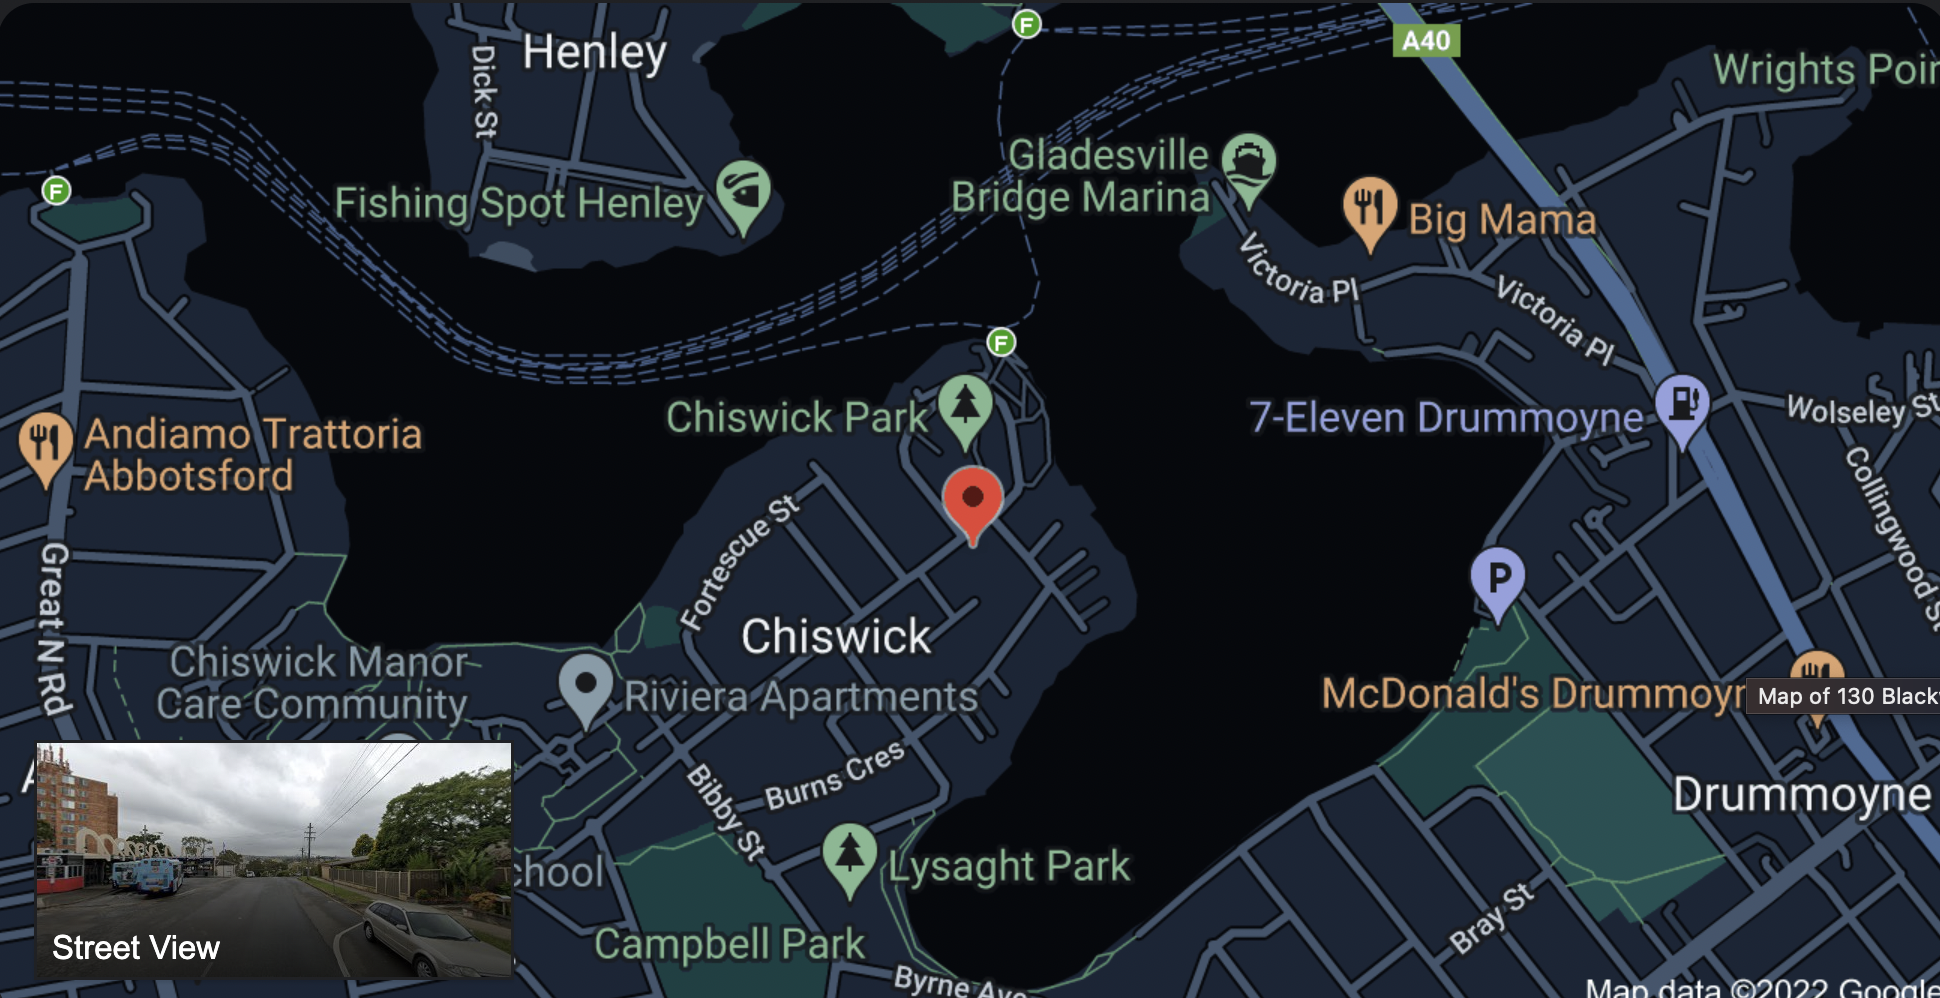 Henley
Dick St
F
A40
Wrights Poin
Gladesville
Bridge Marina
Fishing Spot Henley
F
Big Mama
Victoria Pl
Victoria Pl
F
Chiswick Park
7-Eleven Drummoyne
Wolseley St
Andiamo Trattoria
Abbotsford
Collingwood St
Fortescue St
Great N Rd
P
Chiswick
Chiswick Manor
Care Community
Riviera Apartments
McDonald's Drummoyn
Map of 130 Black
Burns Cres
Bibby St
Drummoyne
Lysaght Park
chool
Campbell Park
Bray St
Street View
Byrne Ave
Map data ©2022 Google